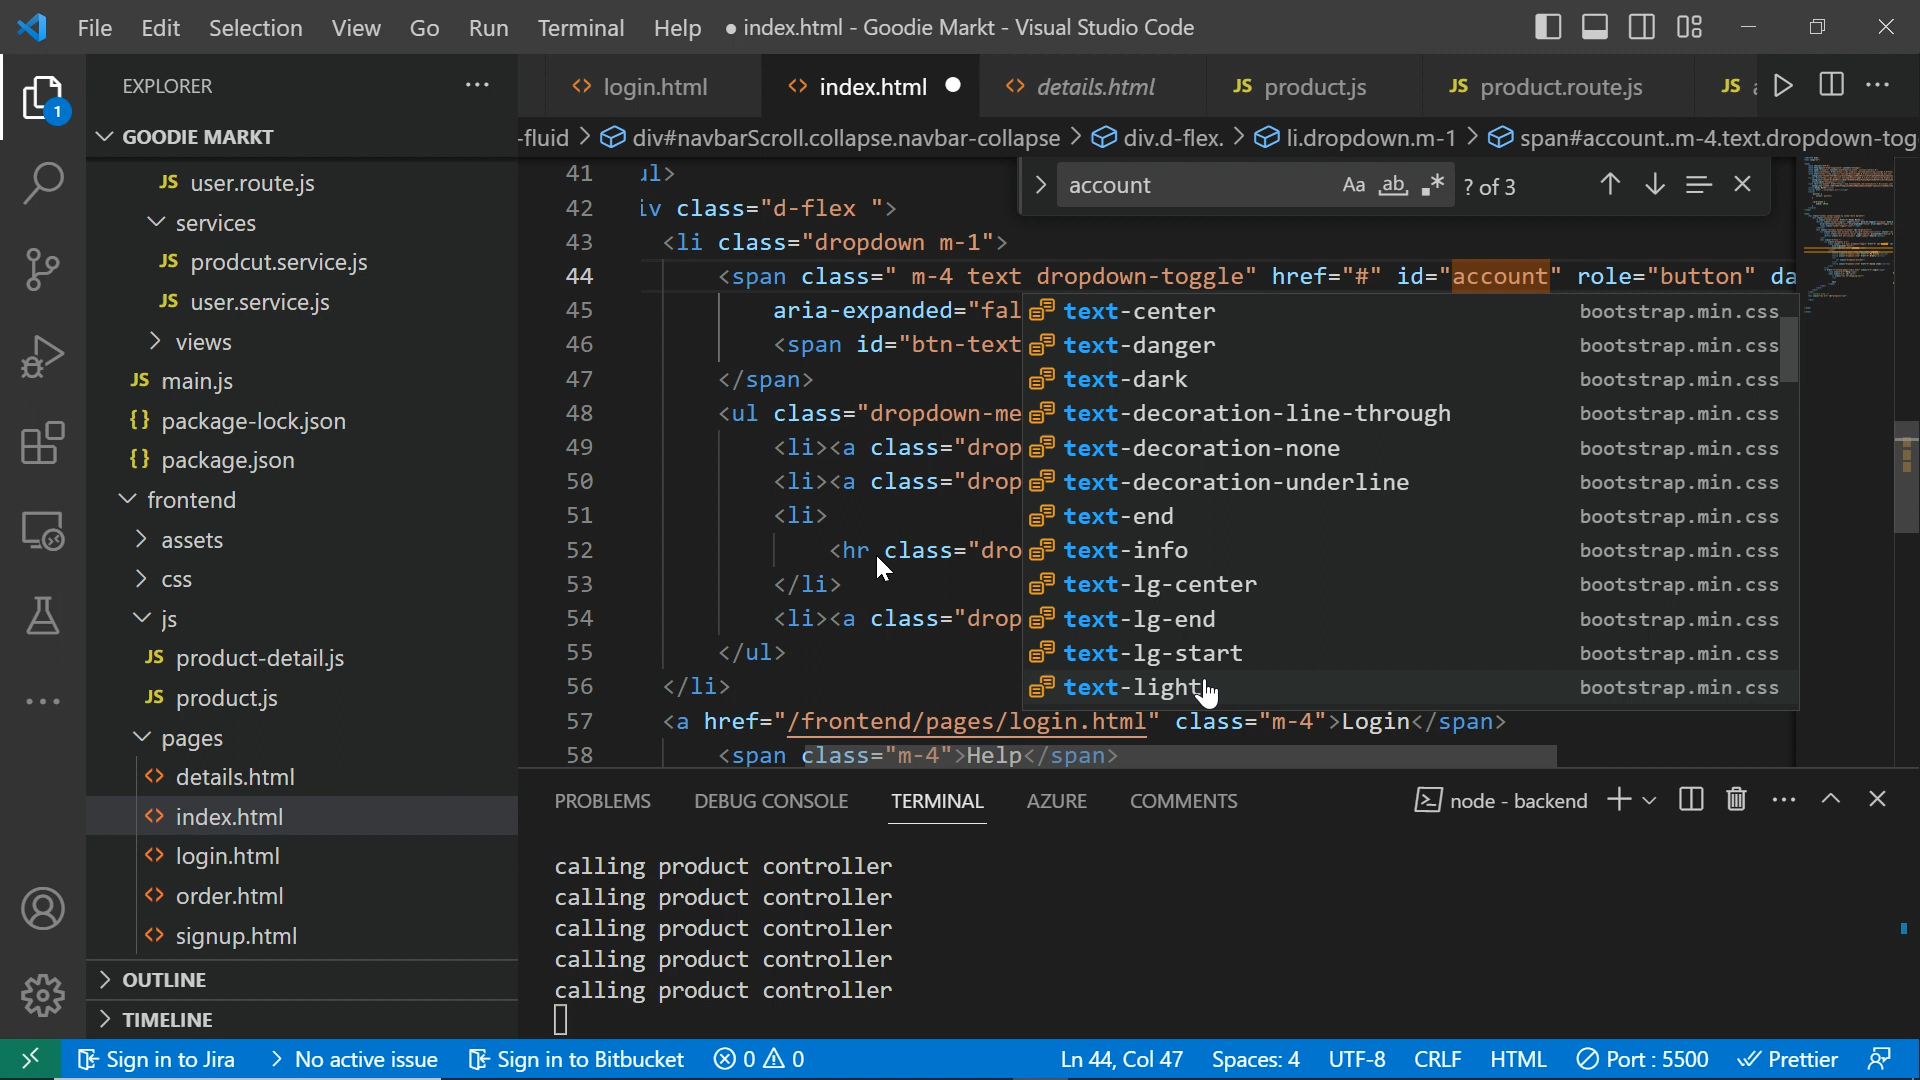 File Edit Selection View Go Run Terminal Help ● index.html - Goodie Markt - Visual Studio Code
EXPLORER ···
login.html
index.html
details.html
JS product.js
JS product.route.js
JS
-fluid > div#navbarScroll.collapse.navbar-collapse > div.d-flex. > li.dropdown.m-1 > span#account..m-4.text.dropdown-tog
1
GOODIE MARKT
JS user.route.js
services
JS prodcut.service.js
JS user.service.js
views
JS main.js
{} package-lock.json
{} package.json
frontend
assets
css
js
JS product-detail.js
JS product.js
pages
details.html
index.html
login.html
order.html
signup.html
OUTLINE
TIMELINE
account Aa ab .* ? of 3
41 ul>
42 iv class="d-flex ">
43 <li class="dropdown m-1">
44 <span class=" m-4 text dropdown-toggle" href="#" id="account" role="button" da
45 aria-expanded="fal
46 <span id="btn-text
47 </span>
48 <ul class="dropdown-me
49 <li><a class="drop
50 <li><a class="drop
51 <li>
52 <hr class="dro
53 </li>
54 <li><a class="drop
55 </ul>
56 </li>
57 <a href="/frontend/pages/login.html" class="m-4">Login</span>
58 <span class="m-4">Help</span>
text-center bootstrap.min.css
text-danger bootstrap.min.css
text-dark bootstrap.min.css
text-decoration-line-through bootstrap.min.css
text-decoration-none bootstrap.min.css
text-decoration-underline bootstrap.min.css
text-end bootstrap.min.css
text-info bootstrap.min.css
text-lg-center bootstrap.min.css
text-lg-end bootstrap.min.css
text-lg-start bootstrap.min.css
text-light bootstrap.min.css
PROBLEMS DEBUG CONSOLE TERMINAL AZURE COMMENTS node - backend
calling product controller
calling product controller
calling product controller
calling product controller
calling product controller
Sign in to Jira > No active issue Sign in to Bitbucket 0 0 Ln 44, Col 47 Spaces: 4 UTF-8 CRLF HTML Port : 5500 Prettier